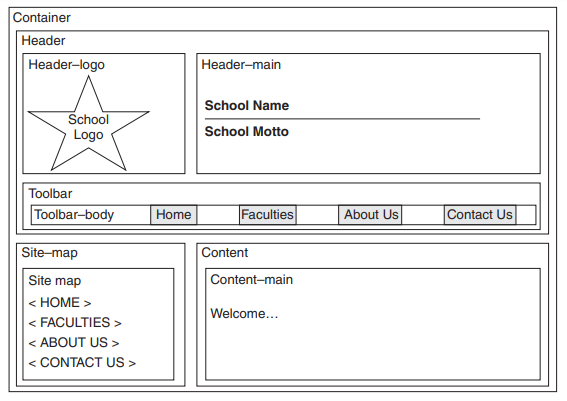 Container
Header
Header–logo
School
Logo
Header–main
School Name
School Motto
Toolbar
Toolbar–body Home Faculties About Us Contact Us
Site–map
Site map
< HOME >
< FACULTIES >
< ABOUT US >
< CONTACT US >
Content
Content–main
Welcome…